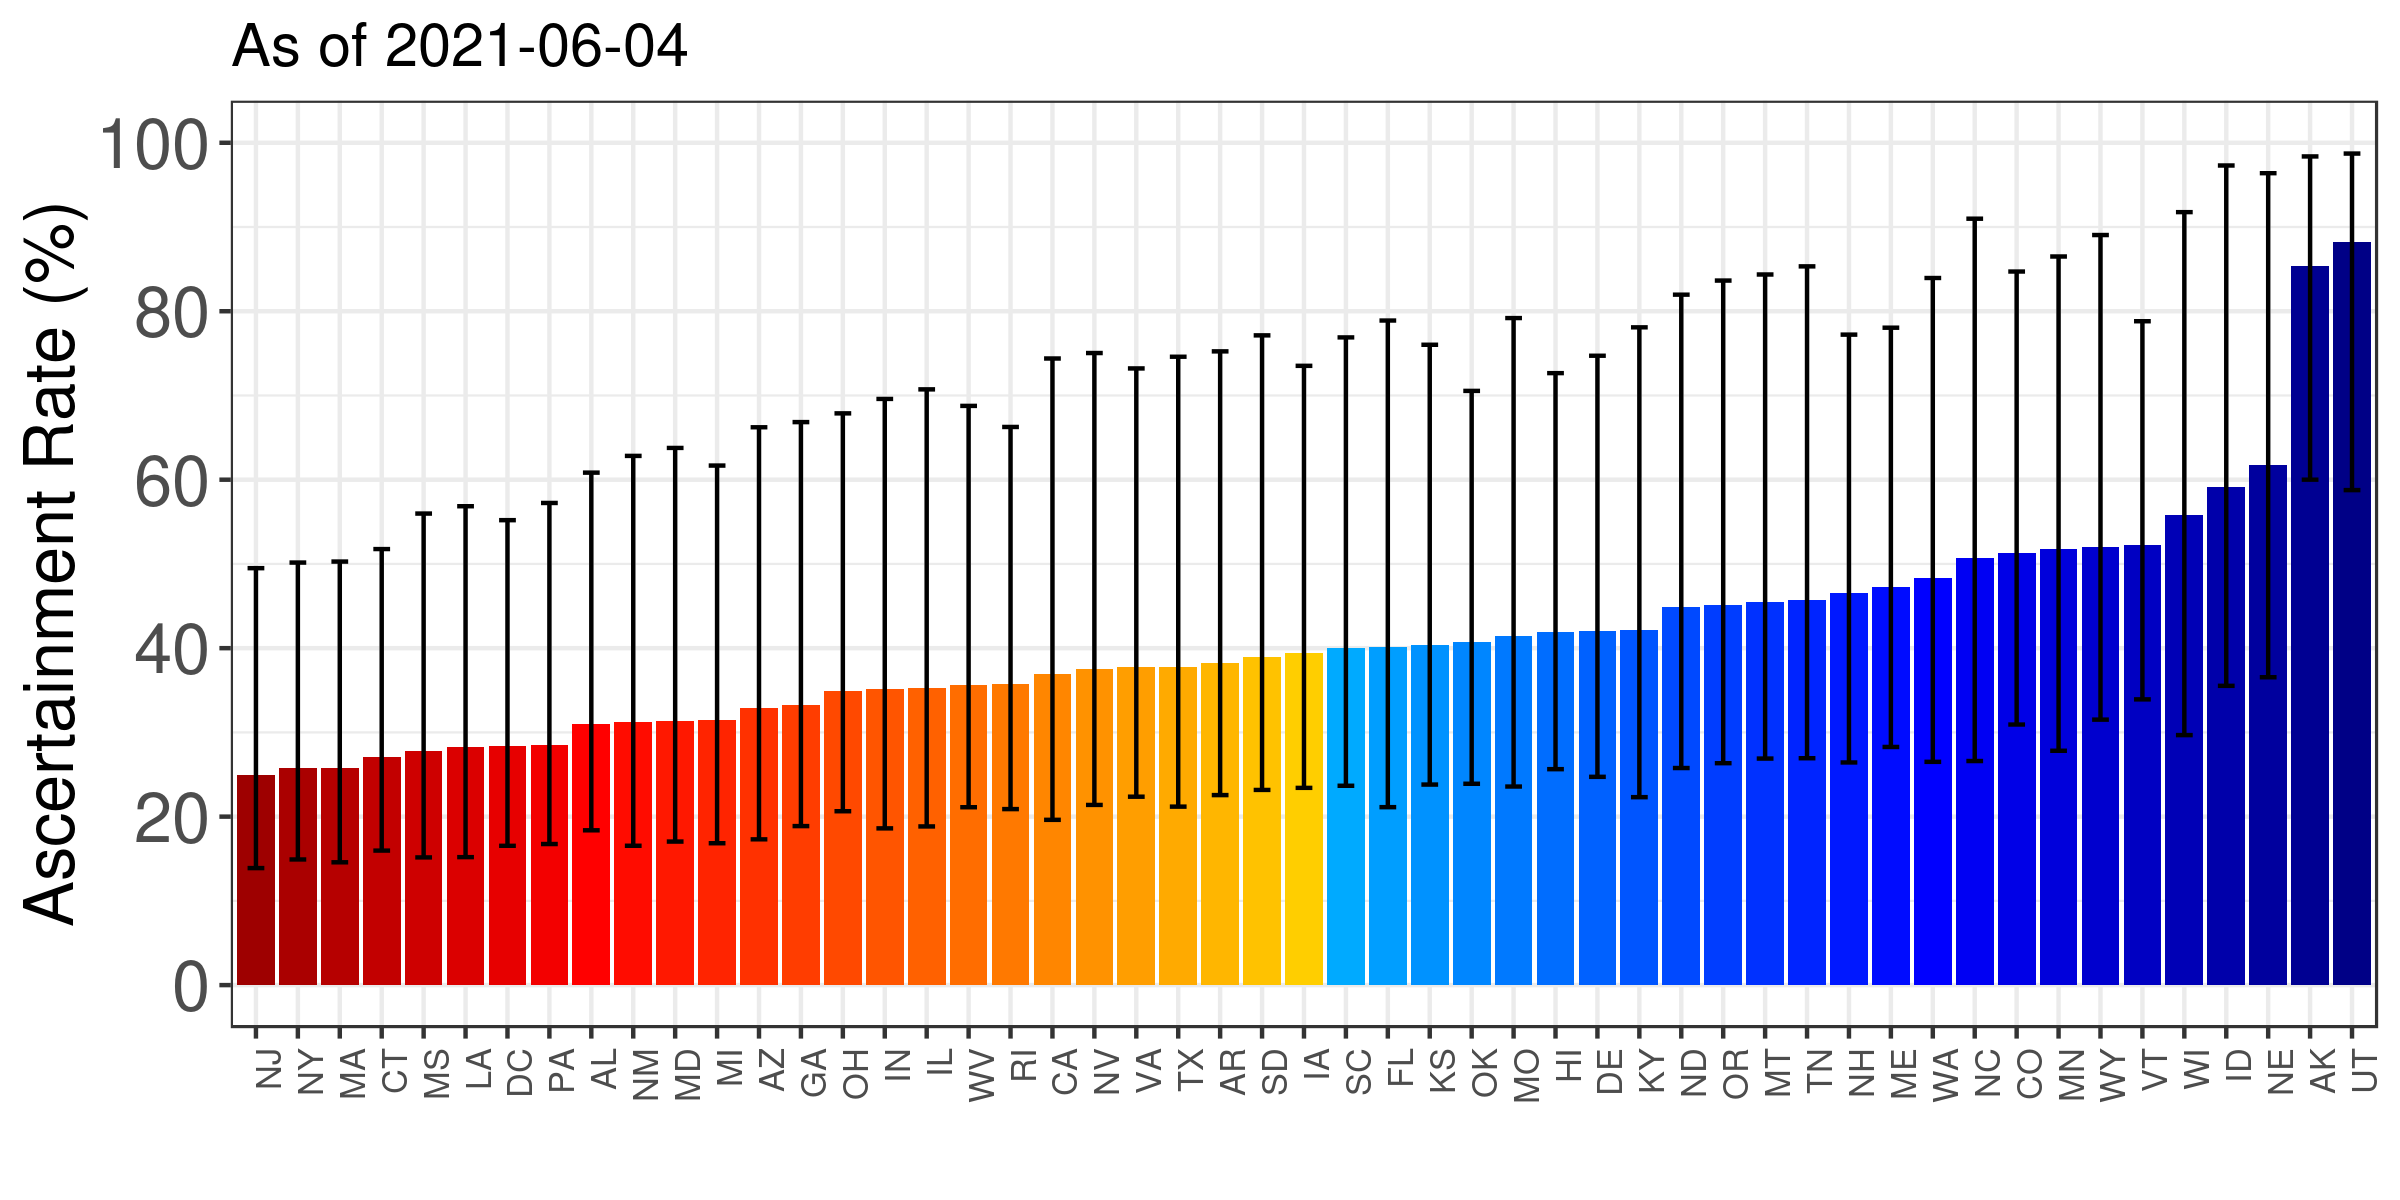 As of 2021-06-04
Ascertainment Rate (%)
100
80
60
40
20
0
NJ NY MA CT MS LA DC PA AL NM MD MI AZ GA OH IN IL WV RI CA NV VA TX AR SD IA SC FL KS OK MO HI DE KY ND OR MT TN NH ME WA NC CO MN WY VT WI ID NE AK UT